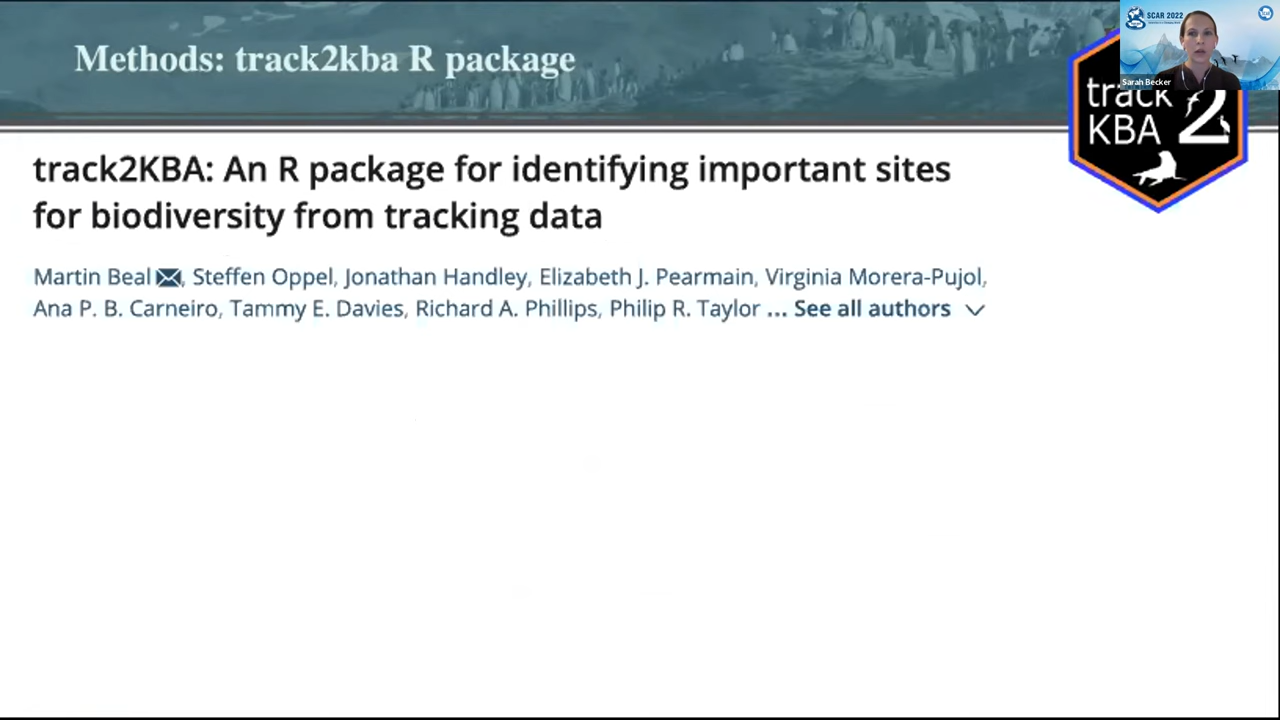 Methods: track2kba R package
SCAR 2022
Sarah Becker
track
KBA 2
track2KBA: An R package for identifying important sites
for biodiversity from tracking data
Martin Beal, Steffen Oppel, Jonathan Handley, Elizabeth J. Pearmain, Virginia Morera-Pujol,
Ana P. B. Carneiro, Tammy E. Davies, Richard A. Phillips, Philip R. Taylor ... See all authors